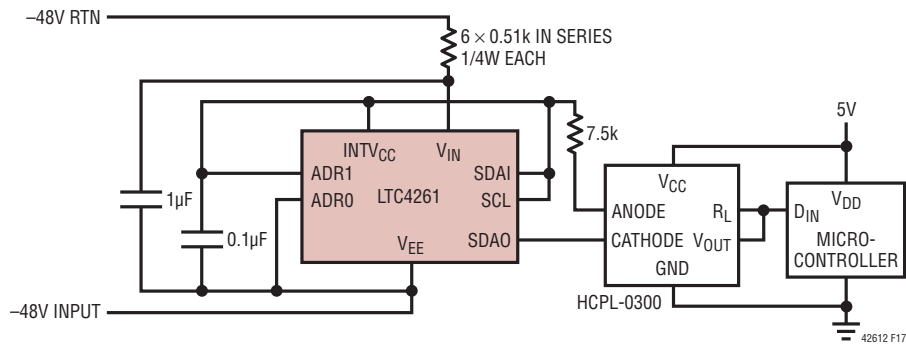 –48V RTN
6 × 0.51k IN SERIES
1/4W EACH
5V
7.5k
INTVCC
VIN
VCC
VDD
ADR1
LTC4261
SDAI
1µF
ADR0
SCL
ANODE
RL
DIN
0.1µF
VEE
SDAO
CATHODE
VOUT
MICRO-
CONTROLLER
GND
HCPL-0300
–48V INPUT
42612 F17